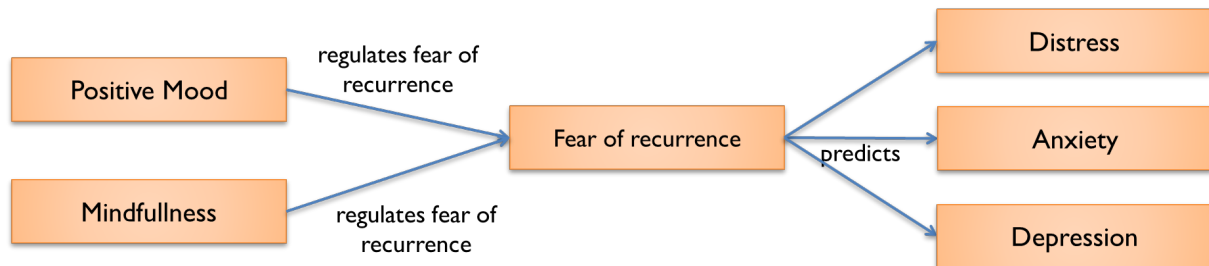 Positive Mood
regulates fear of
recurrence
Mindfullness
regulates fear of
recurrence
Fear of recurrence
predicts
Distress
Anxiety
Depression